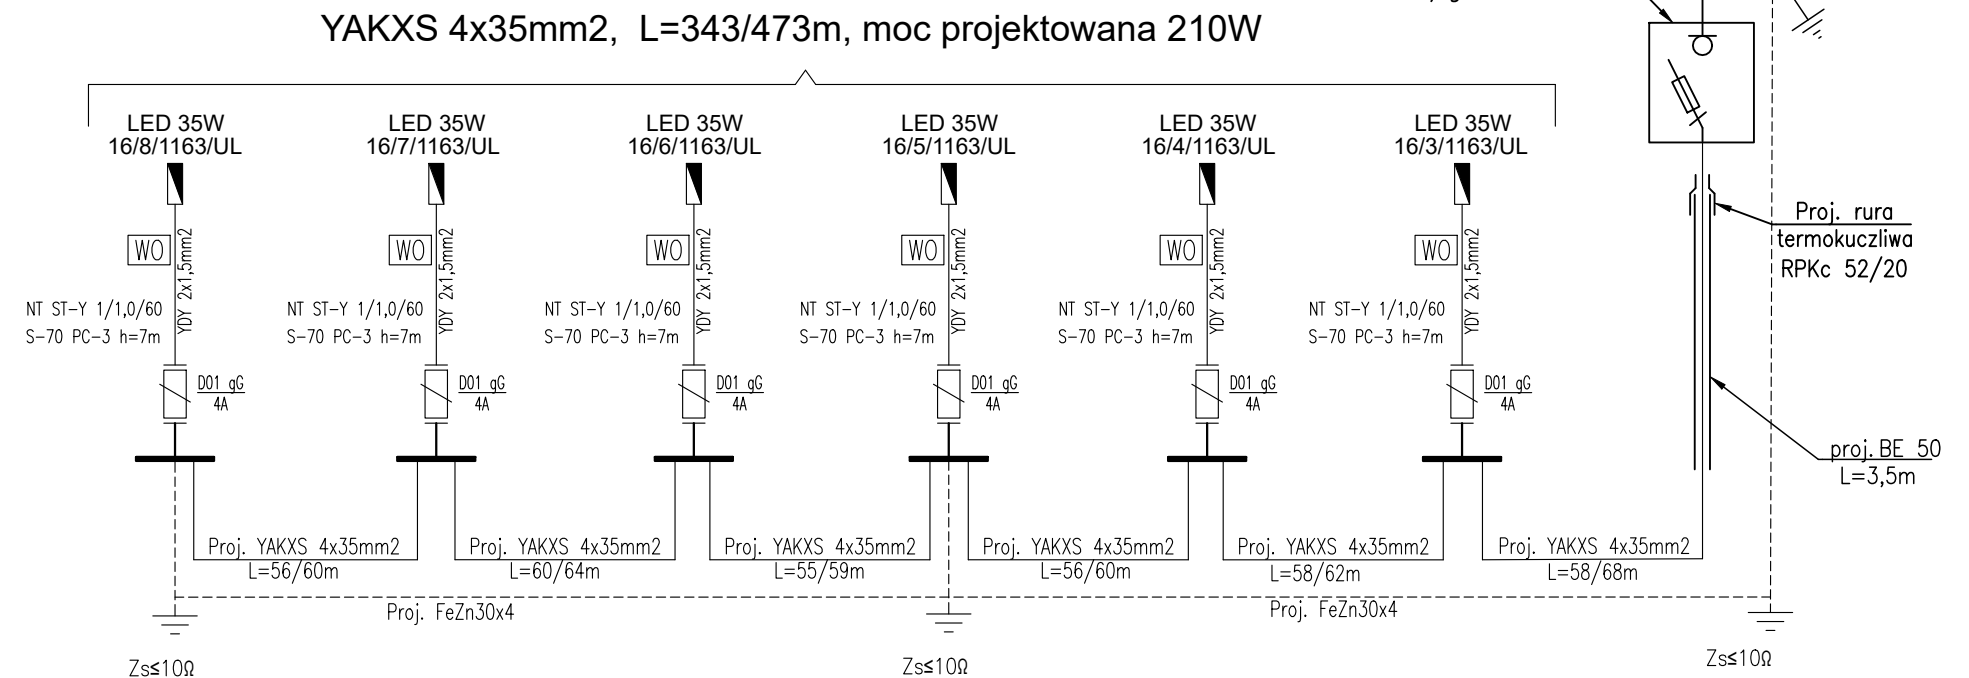 YAKXS 4x35mm2, L=343/473m, moc projektowana 210W
LED 35W
16/8/1163/UL
LED 35W
16/7/1163/UL
LED 35W
16/6/1163/UL
LED 35W
16/5/1163/UL
LED 35W
16/4/1163/UL
LED 35W
16/3/1163/UL
WO
YDY 2x1,5mm2
WO
YDY 2x1,5mm2
WO
YDY 2x1,5mm2
WO
YDY 2x1,5mm2
WO
YDY 2x1,5mm2
WO
YDY 2x1,5mm2
Proj. rura
termokuczliwa
RPKc 52/20
NT ST-Y 1/1,0/60
S-70 PC-3 h=7m
NT ST-Y 1/1,0/60
S-70 PC-3 h=7m
NT ST-Y 1/1,0/60
S-70 PC-3 h=7m
NT ST-Y 1/1,0/60
S-70 PC-3 h=7m
NT ST-Y 1/1,0/60
S-70 PC-3 h=7m
NT ST-Y 1/1,0/60
S-70 PC-3 h=7m
D01 gG
4A
D01 gG
4A
D01 gG
4A
D01 gG
4A
D01 gG
4A
D01 gG
4A
proj. BE 50
L=3,5m
Proj. YAKXS 4x35mm2
L=56/60m
Proj. YAKXS 4x35mm2
L=60/64m
Proj. YAKXS 4x35mm2
L=55/59m
Proj. YAKXS 4x35mm2
L=56/60m
Proj. YAKXS 4x35mm2
L=58/62m
Proj. YAKXS 4x35mm2
L=58/68m
Proj. FeZn30x4
Proj. FeZn30x4
Zs≤10Ω
Zs≤10Ω
Zs≤10Ω